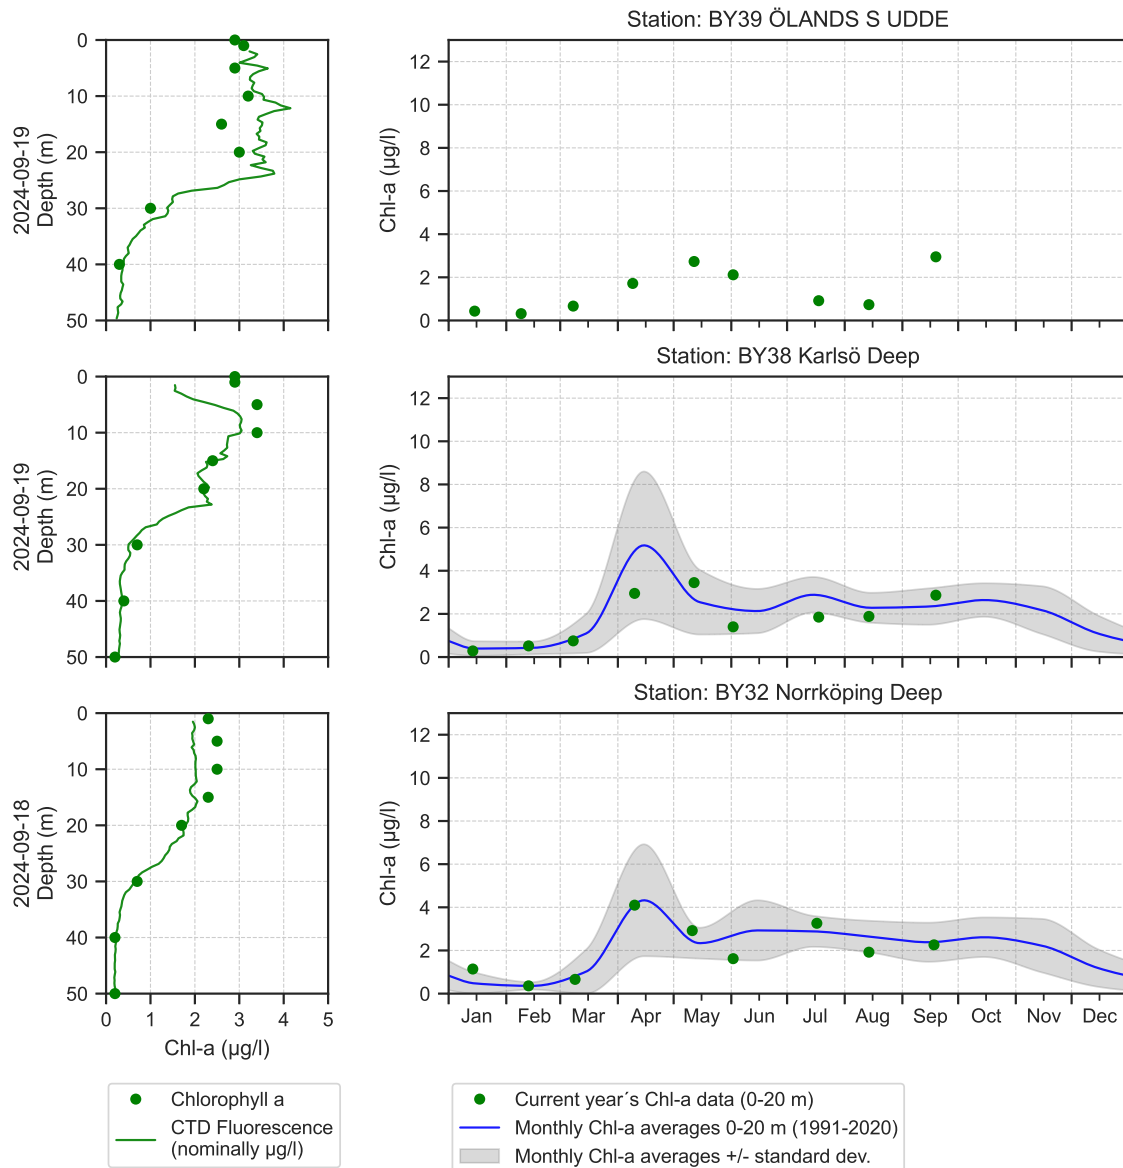 Station: BY39 ÖLANDS S UDDE
0
10
20
30
40
50
2024-09-19
Depth (m)
12
10
8
6
4
2
0
Chl-a (µg/l)
Station: BY38 Karlsö Deep
0
10
20
30
40
50
2024-09-19
Depth (m)
12
10
8
6
4
2
0
Chl-a (µg/l)
Station: BY32 Norrköping Deep
0
10
20
30
40
50
2024-09-18
Depth (m)
0 1 2 3 4 5
Chl-a (µg/l)
12
10
8
6
4
2
0
Chl-a (µg/l)
Jan Feb Mar Apr May Jun Jul Aug Sep Oct Nov Dec
Chlorophyll a
CTD Fluorescence
(nominally µg/l)
Current year´s Chl-a data (0-20 m)
Monthly Chl-a averages 0-20 m (1991-2020)
Monthly Chl-a averages +/- standard dev.